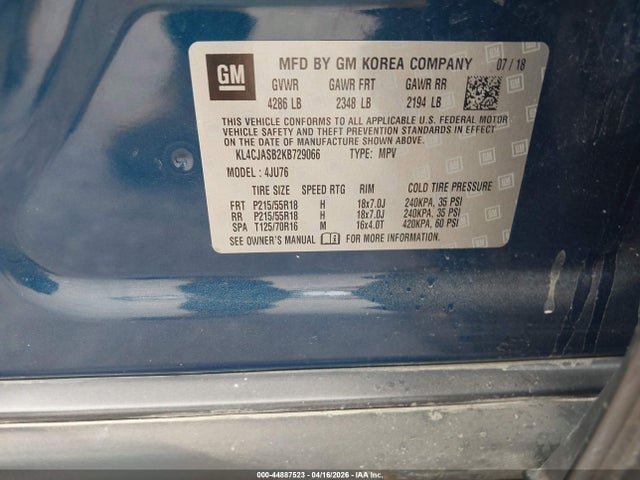 GM
MFD BY GM KOREA COMPANY 07 / 18
GVWR GAWR FRT GAWR RR
4286 LB 2348 LB 2194 LB
THIS VEHICLE CONFORMS TO ALL APPLICABLE U.S. FEDERAL MOTOR
VEHICLE SAFETY AND THEFT PREVENTION STANDARDS IN EFFECT
ON THE DATE OF MANUFACTURE SHOWN ABOVE.
KL4CJASB2KB729066 TYPE: MPV
MODEL : 4JU76
TIRE SIZE SPEED RTG RIM COLD TIRE PRESSURE
FRT P215/55R18 H 18x7.0J 240KPA, 35 PSI
RR P215/55R18 H 18x7.0J 240KPA, 35 PSI
SPA T125/70R16 M 16x4.0T 420KPA, 60 PSI
SEE OWNER'S MANUAL FOR MORE INFORMATION.
000-44887523 - 04/16/2026 - IAA Inc.